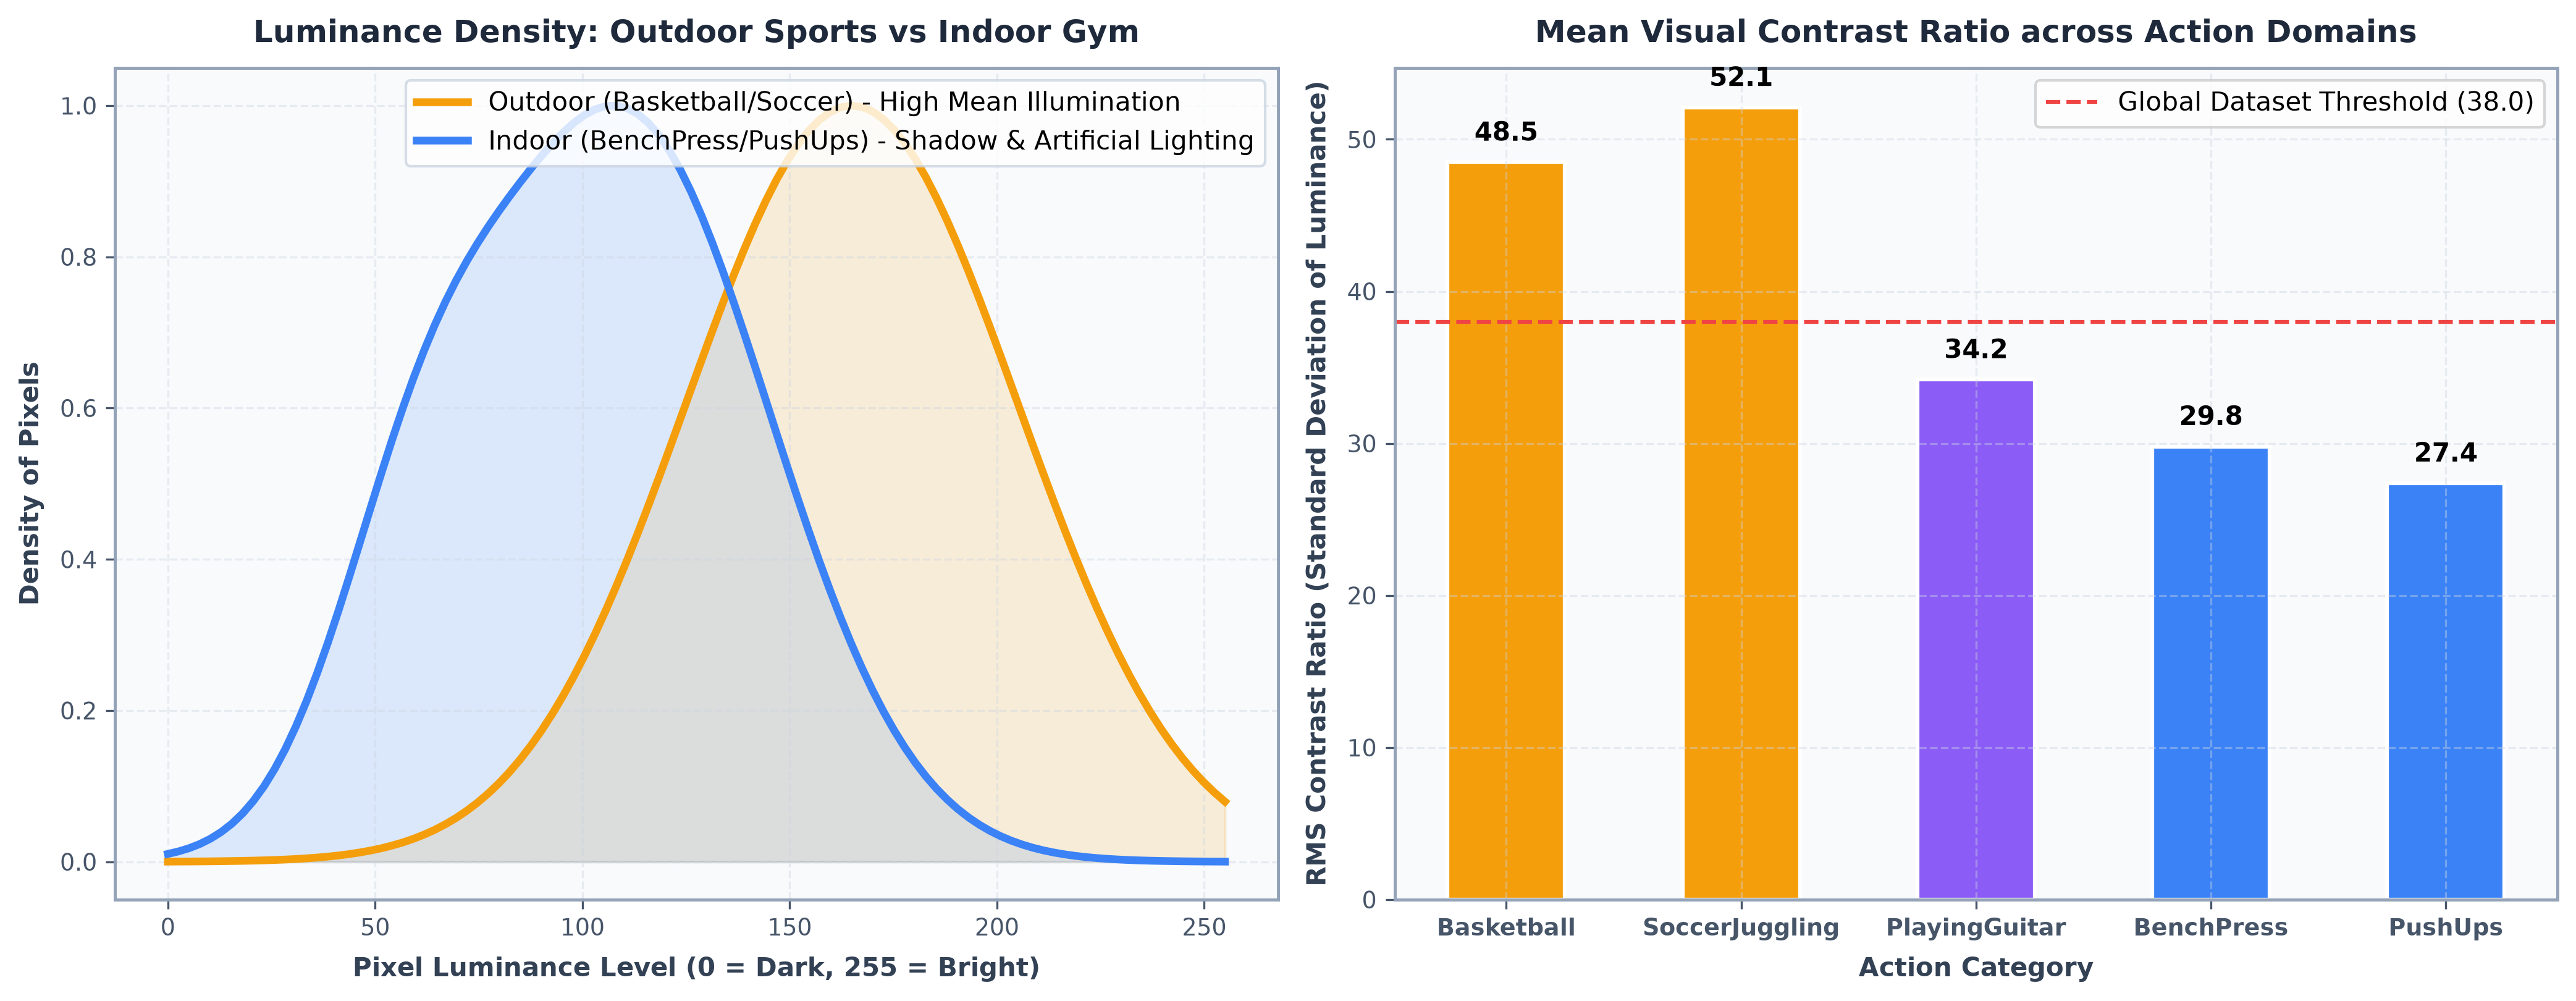 Luminance Density: Outdoor Sports vs Indoor Gym
Outdoor (Basketball/Soccer) - High Mean Illumination
Indoor (BenchPress/PushUps) - Shadow & Artificial Lighting
Density of Pixels
1.0
0.8
0.6
0.4
0.2
0.0
0
50
100
150
200
250
Pixel Luminance Level (0 = Dark, 255 = Bright)
Mean Visual Contrast Ratio across Action Domains
Global Dataset Threshold (38.0)
RMS Contrast Ratio (Standard Deviation of Luminance)
50
40
30
20
10
0
48.5
52.1
34.2
29.8
27.4
Basketball
SoccerJuggling
PlayingGuitar
BenchPress
PushUps
Action Category